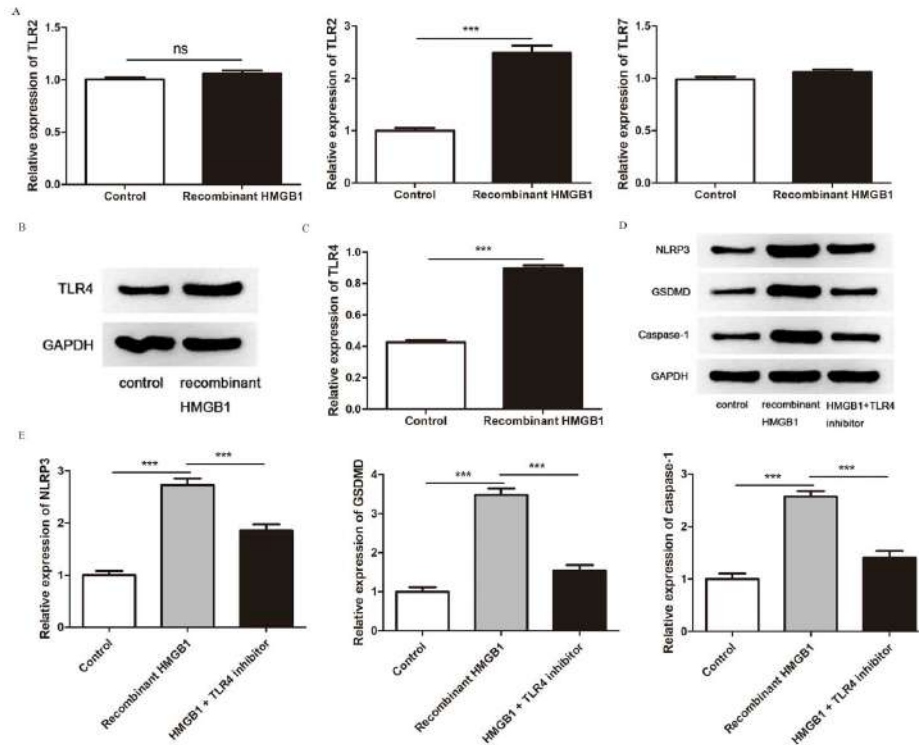 A
Relative expression of TLR2
1.5
1.0
0.5
0.0
ns
Control
Recombinant HMGB1
Relative expression of TLR2
3
2
1
0
***
Control
Recombinant HMGB1
Relative expression of TLR7
1.5
1.0
0.5
0.0
Control
Recombinant HMGB1
B
TLR4
GAPDH
control
recombinant
HMGB1
C
Relative expression of TLR4
1.0
0.8
0.6
0.4
0.2
0.0
***
Control
Recombinant HMGB1
D
NLRP3
GSDMD
Caspase-1
GAPDH
control
recombinant
HMGB1
HMGB1+TLR4
inhibitor
E
Relative expression of NLRP3
3
2
1
0
***
***
Control
Recombinant HMGB1
HMGB1 + TLR4 inhibitor
Relative expression of GSDMD
4
3
2
1
0
***
***
Control
Recombinant HMGB1
HMGB1 + TLR4 inhibitor
Relative expression of caspase-1
3
2
1
0
***
***
Control
Recombinant HMGB1
HMGB1 + TLR4 inhibitor